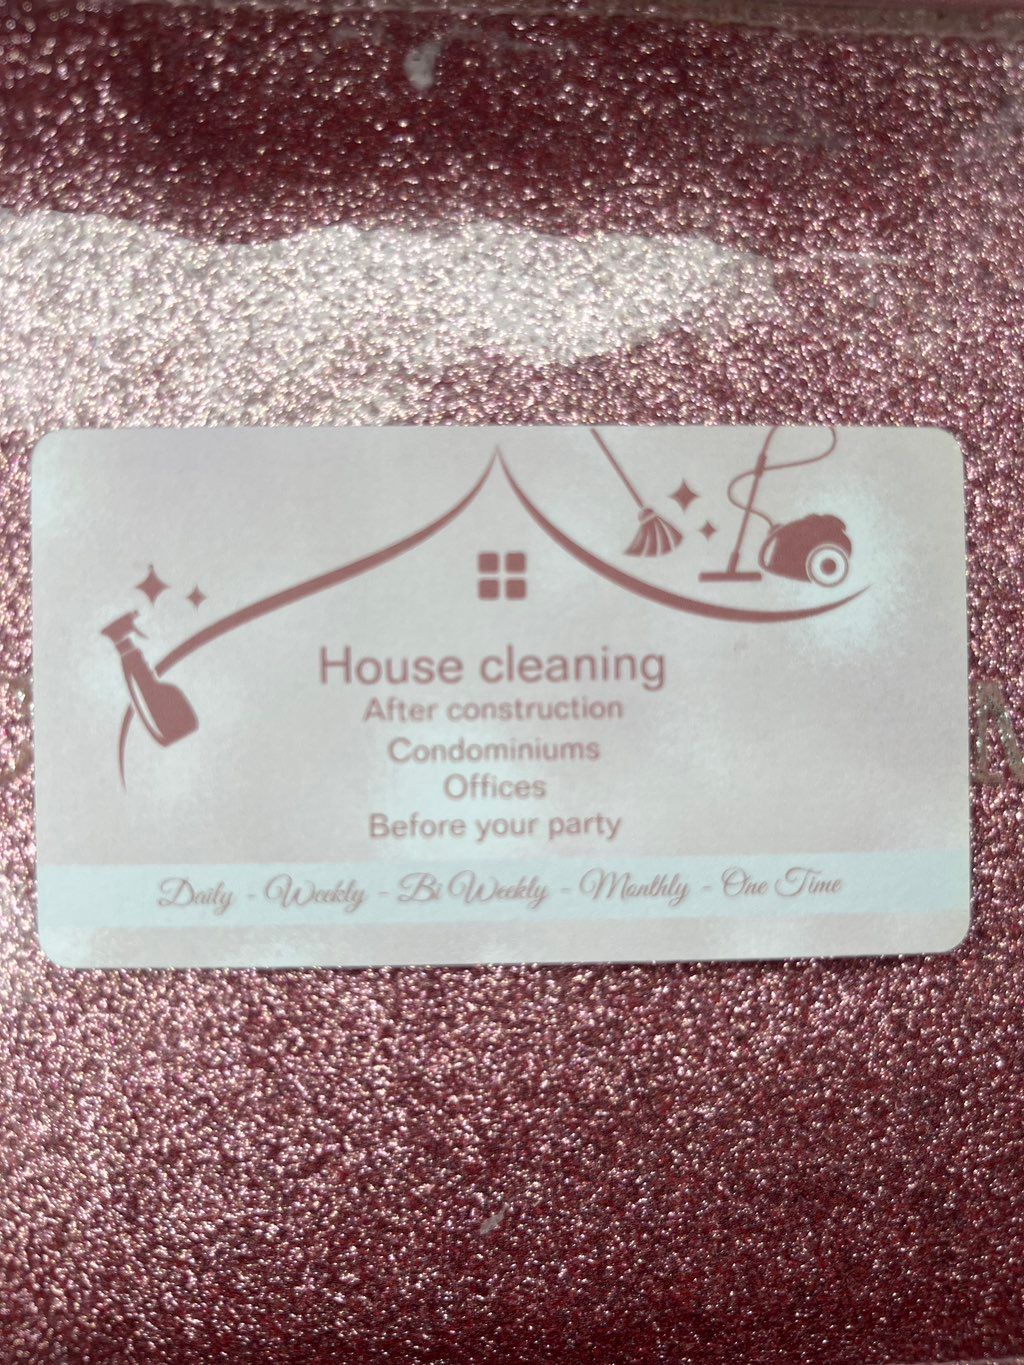 House cleaning
After construction
Condominiums
Offices
Before your party
Daily - Weekly - Bi Weekly - Monthly - One Time